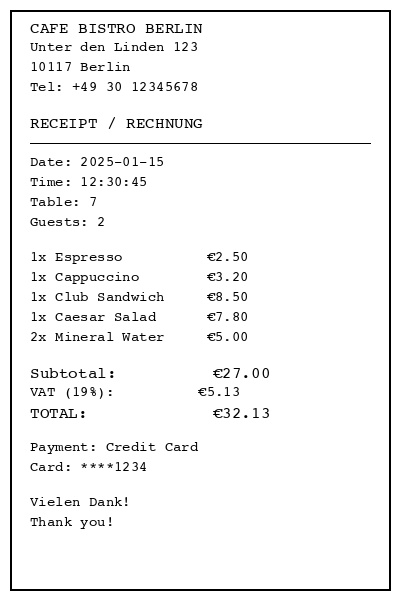 CAFE BISTRO BERLIN
Unter den Linden 123
10117 Berlin
Tel: +49 30 12345678
RECEIPT / RECHNUNG
Date: 2025-01-15
Time: 12:30:45
Table: 7
Guests: 2
1x Espresso €2.50
1x Cappuccino €3.20
1x Club Sandwich €8.50
1x Caesar Salad €7.80
2x Mineral Water €5.00
Subtotal: €27.00
VAT (19%): €5.13
TOTAL: €32.13
Payment: Credit Card
Card: ****1234
Vielen Dank!
Thank you!